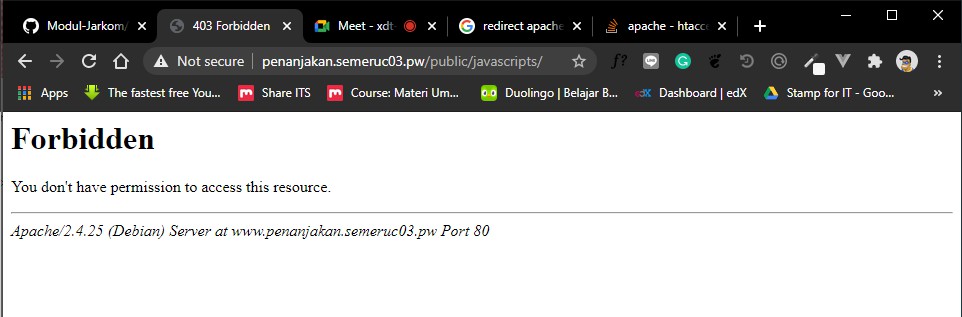 Modul-Jarkom/
403 Forbidden
Meet - xdt-
redirect apache
apache - htacce
Not secure
penanjakan.semeruc03.pw/public/javascripts/
f?
Apps
The fastest free You...
Share ITS
Course: Materi Um...
Duolingo | Belajar B...
edX
Dashboard | edX
Stamp for IT - Goo...
Forbidden
You don't have permission to access this resource.
Apache/2.4.25 (Debian) Server at www.penanjakan.semeruc03.pw Port 80